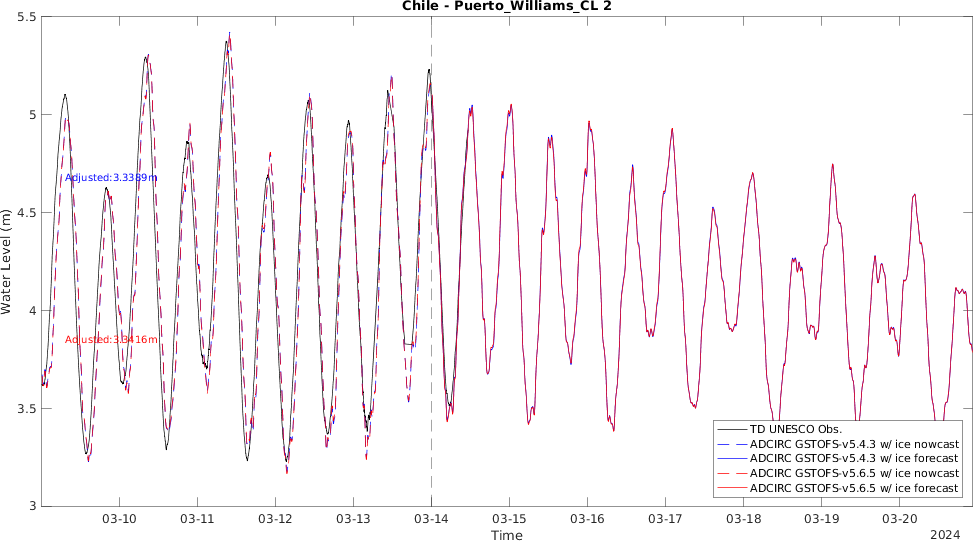 Chile - Puerto_Williams_CL 2
5.5
5
4.5
4
3.5
3
Water Level (m)
Adjusted:3.3389m
Adjusted:3.3416m
TD UNESCO Obs.
ADCIRC GSTOFS-v5.4.3 w/ ice nowcast
ADCIRC GSTOFS-v5.4.3 w/ ice forecast
ADCIRC GSTOFS-v5.6.5 w/ ice nowcast
ADCIRC GSTOFS-v5.6.5 w/ ice forecast
03-10 03-11 03-12 03-13 03-14 03-15 03-16 03-17 03-18 03-19 03-20
Time
2024